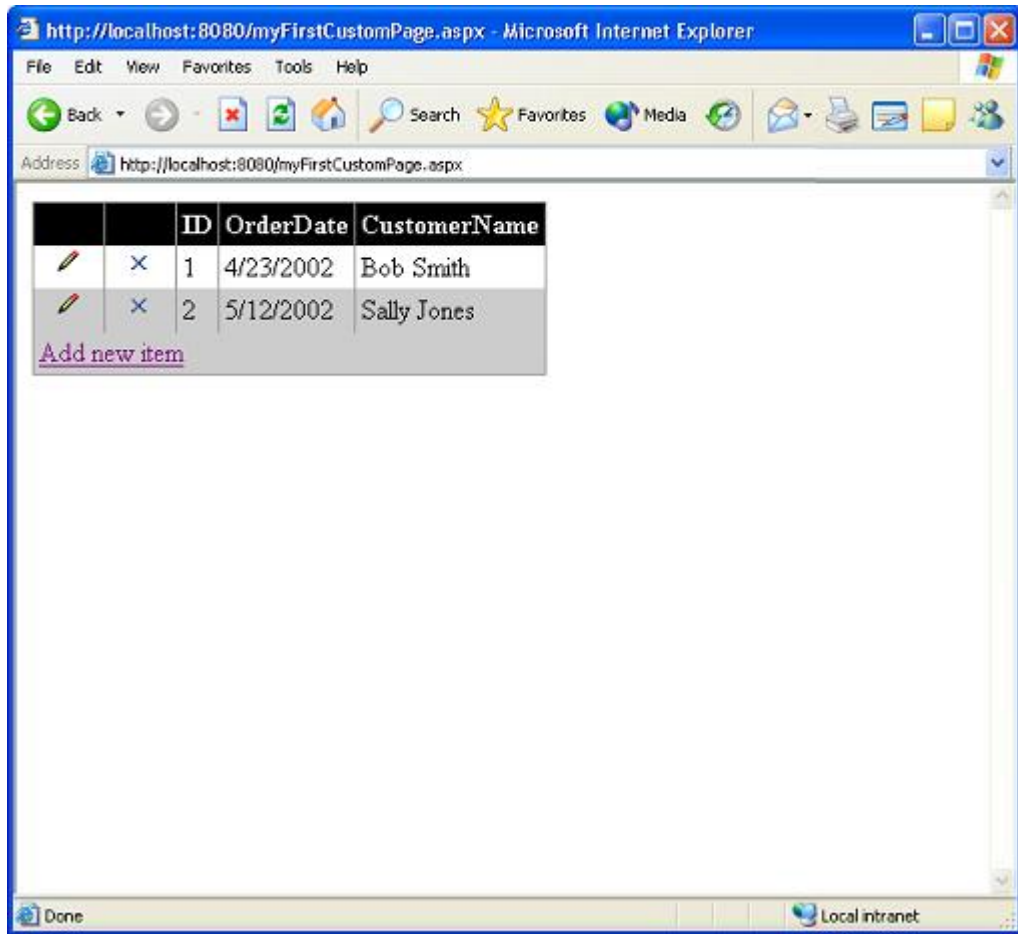 http://localhost:8080/myFirstCustomPage.aspx - Microsoft Internet Explorer
File Edit View Favorites Tools Help
Back Search Favorites Media
Address http://localhost:8080/myFirstCustomPage.aspx
ID OrderDate CustomerName
1 4/23/2002 Bob Smith
2 5/12/2002 Sally Jones
Add new item
Done Local intranet